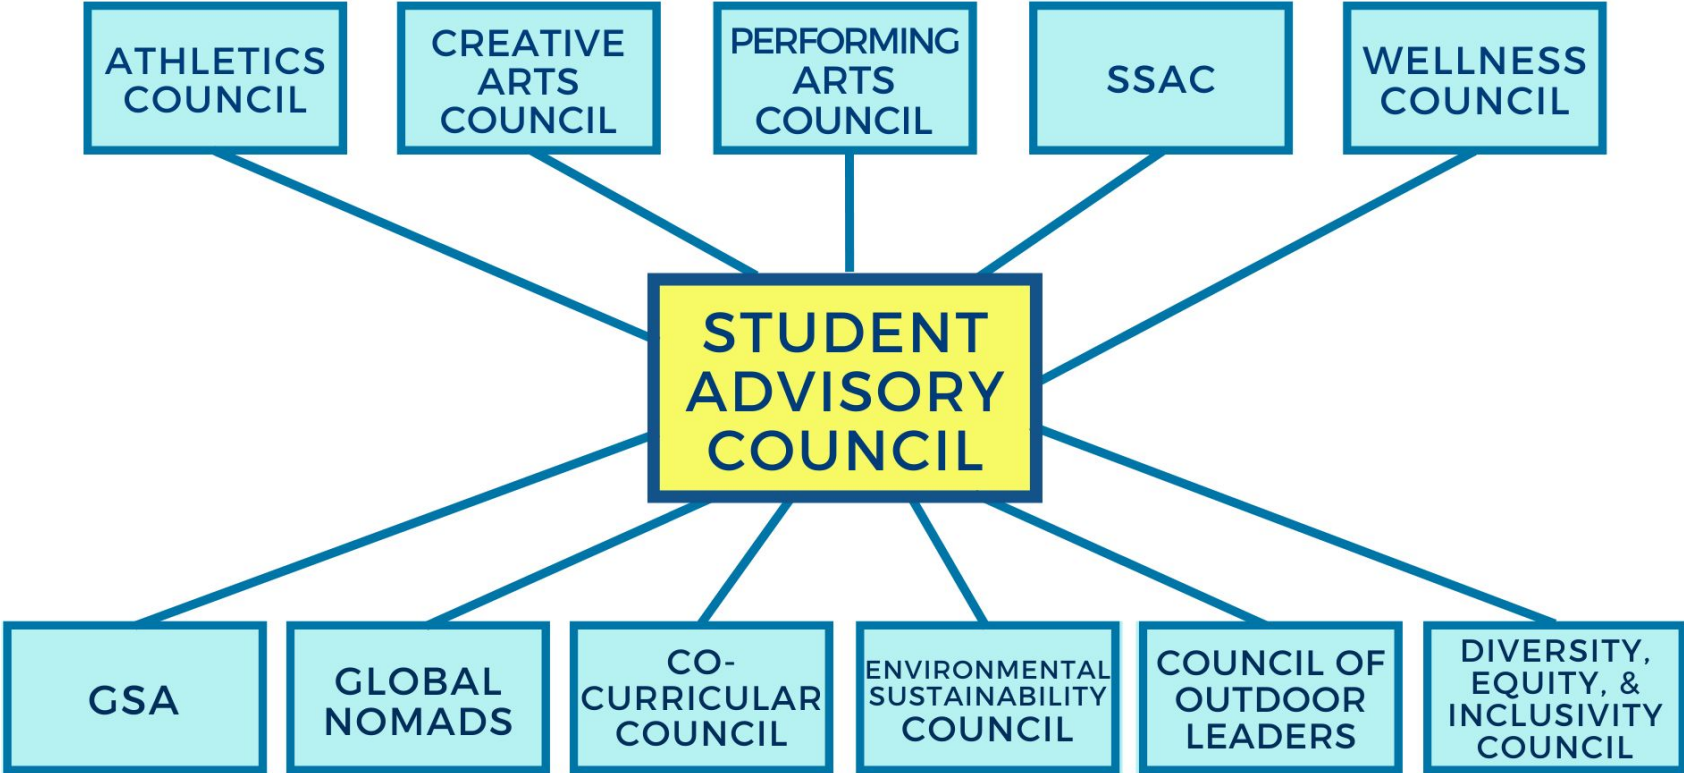 ATHLETICS
COUNCIL
CREATIVE
ARTS
COUNCIL
PERFORMING
ARTS
COUNCIL
SSAC
WELLNESS
COUNCIL
STUDENT
ADVISORY
COUNCIL
GSA
GLOBAL
NOMADS
CO-
CURRICULAR
COUNCIL
ENVIRONMENTAL
SUSTAINABILITY
COUNCIL
COUNCIL OF
OUTDOOR
LEADERS
DIVERSITY,
EQUITY, &
INCLUSIVITY
COUNCIL